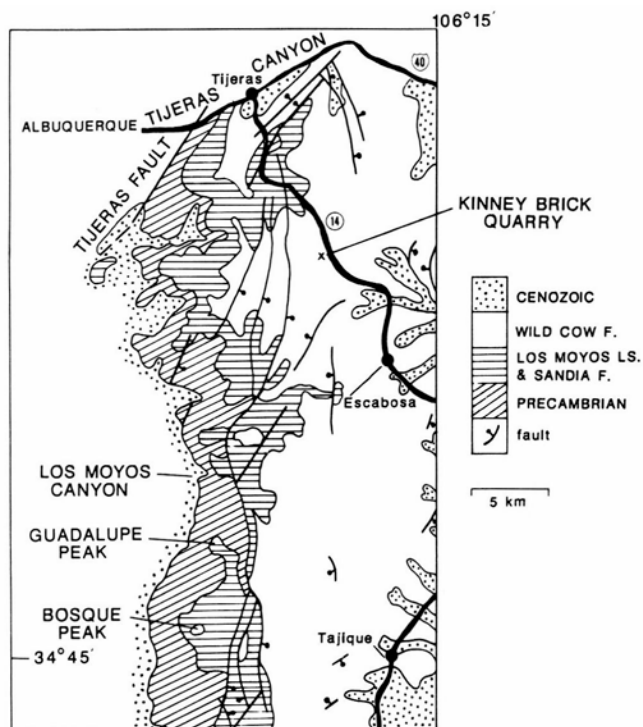 106°15'
40
TIJERAS CANYON
Tijeras
ALBUQUERQUE
TIJERAS FAULT
14
KINNEY BRICK
QUARRY
x
CENOZOIC
WILD COW F.
LOS MOYOS LS.
& SANDIA F.
PRECAMBRIAN
fault
Escabosa
5 km
LOS MOYOS
CANYON
GUADALUPE
PEAK
BOSQUE
PEAK
Tajique
34°45'